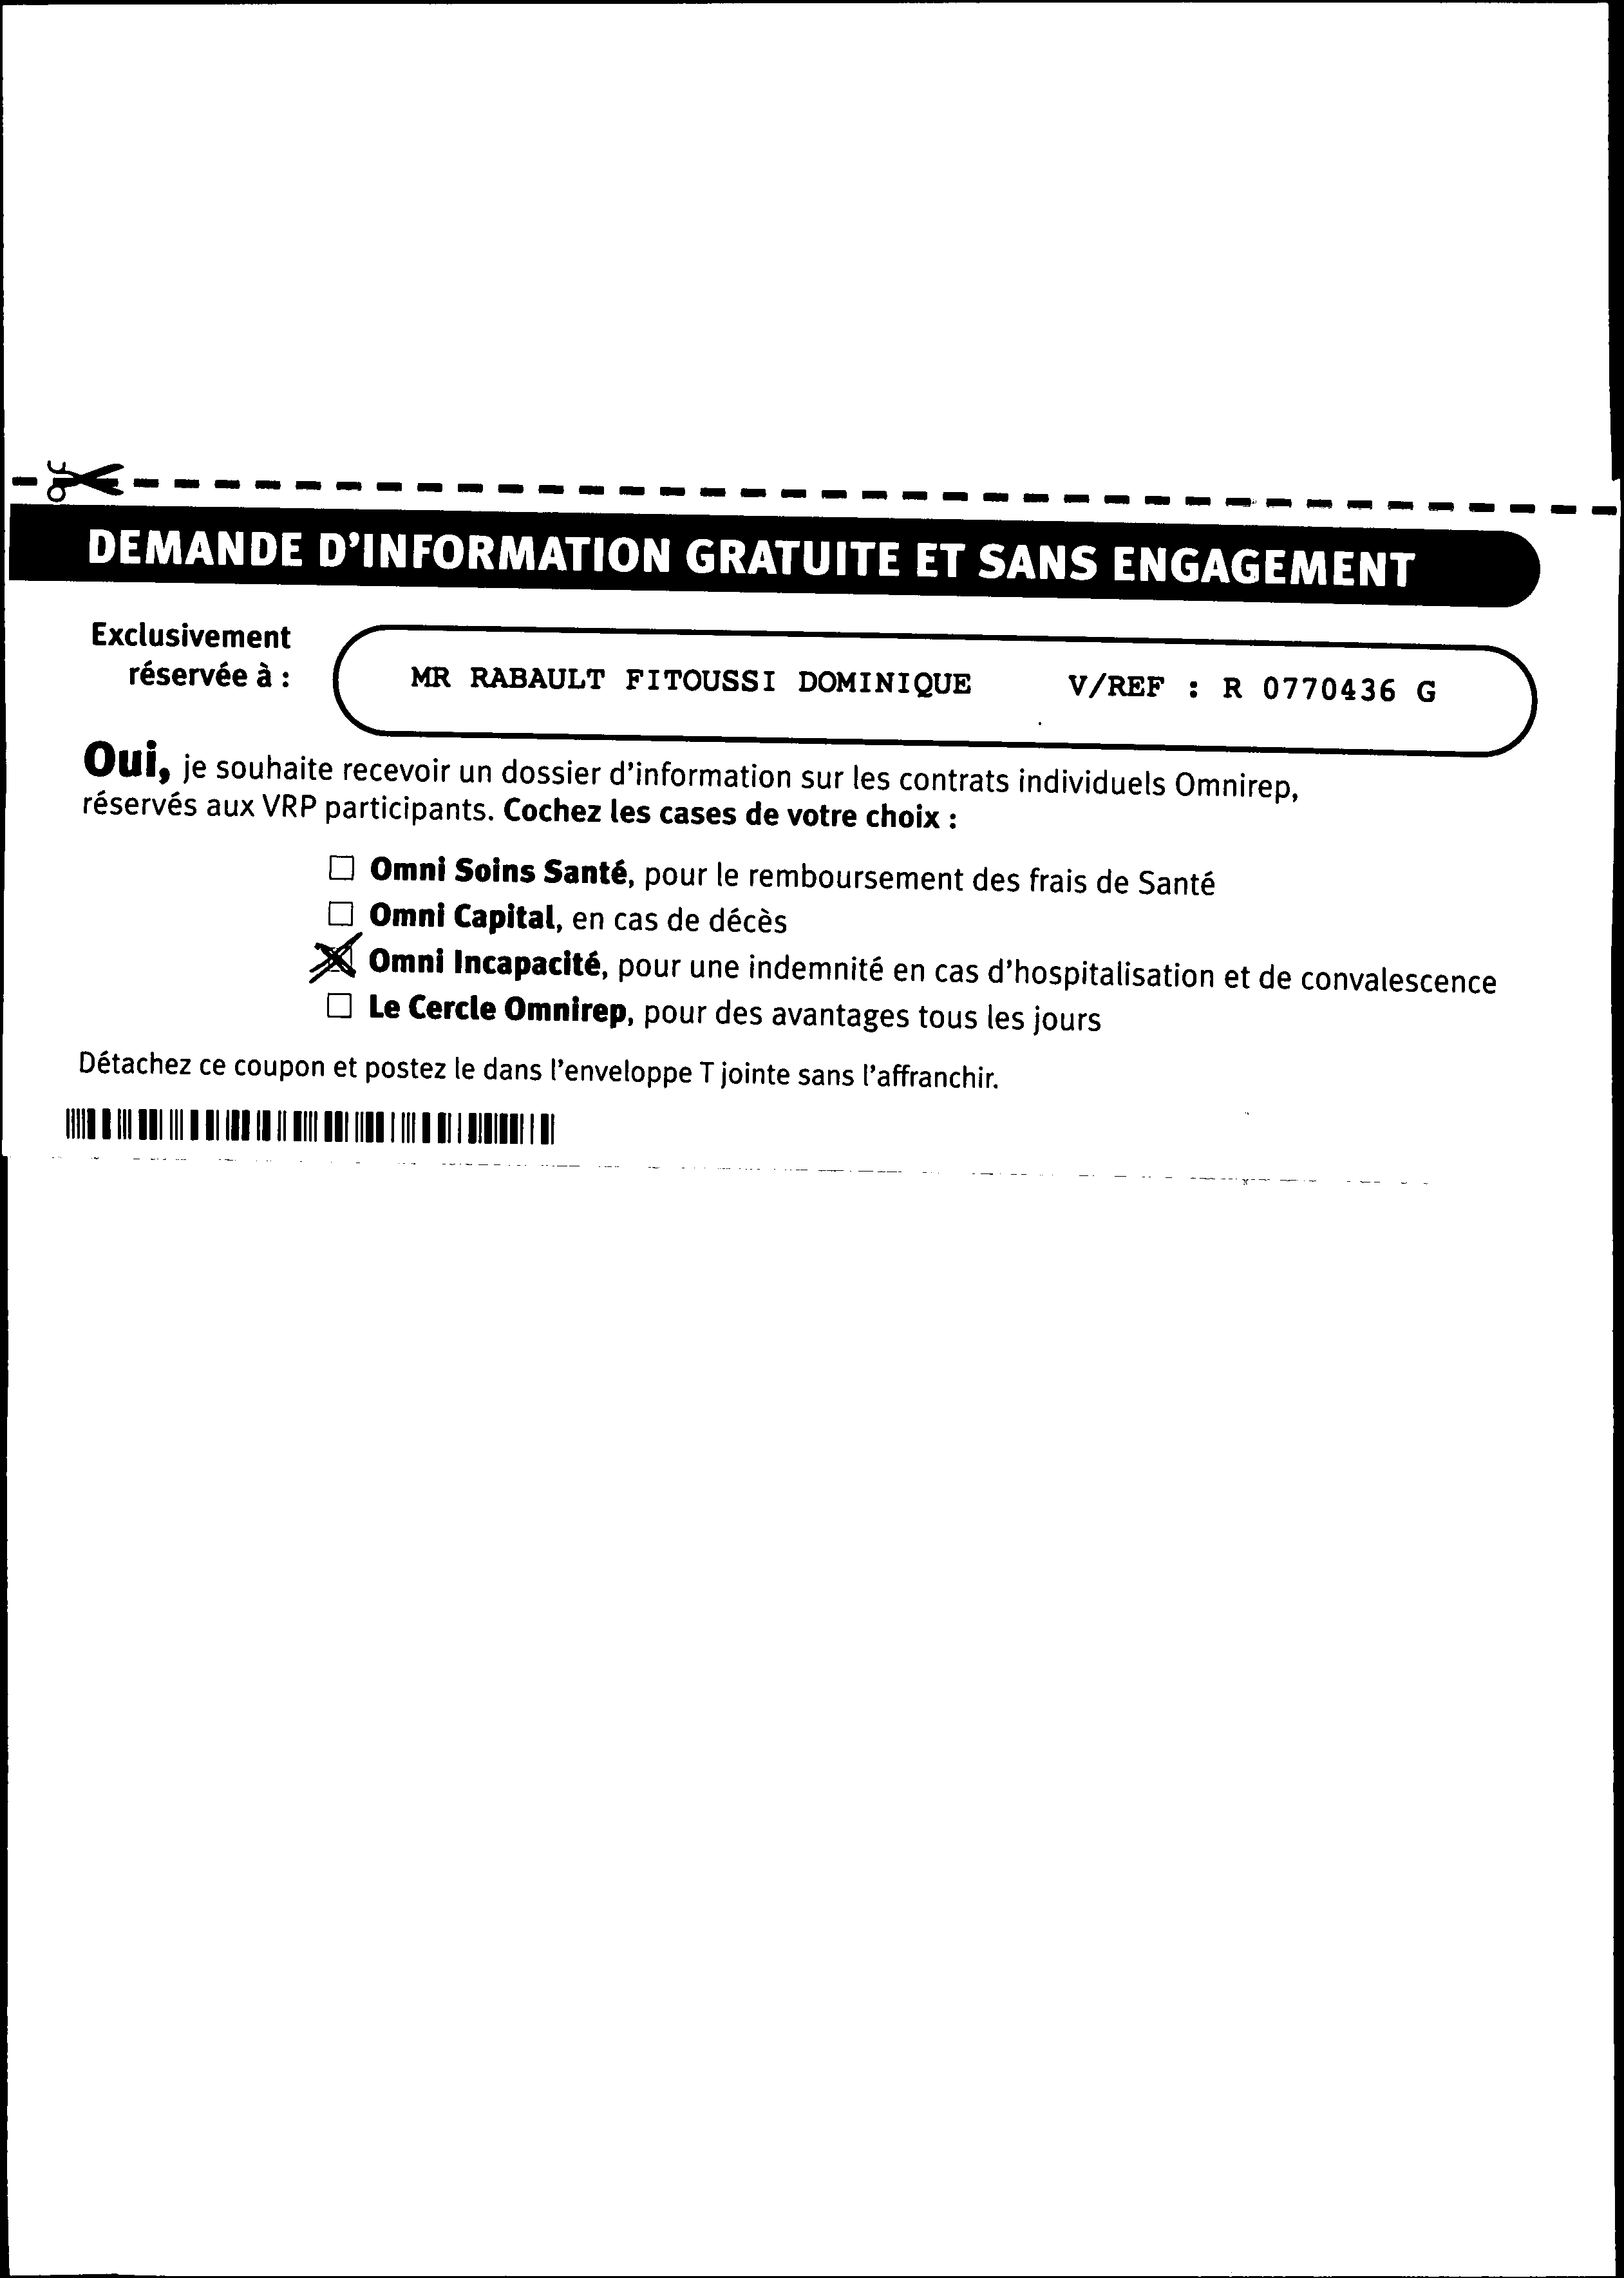 DEMANDE D'INFORMATION GRATUITE ET SANS ENGAGEMENT
Exclusivement
réservée à :
MR RABAULT FITOUSSI DOMINIQUE V/REF : R 0770436 G
Oui, je souhaite recevoir un dossier d'information sur les contrats individuels Omnirep,
réservés aux VRP participants. Cochez les cases de votre choix :
☐ Omni Soins Santé, pour le remboursement des frais de Santé
☐ Omni Capital, en cas de décès
☒ Omni Incapacité, pour une indemnité en cas d'hospitalisation et de convalescence
☐ Le Cercle Omnirep, pour des avantages tous les jours
Détachez ce coupon et postez le dans l'enveloppe T jointe sans l'affranchir.